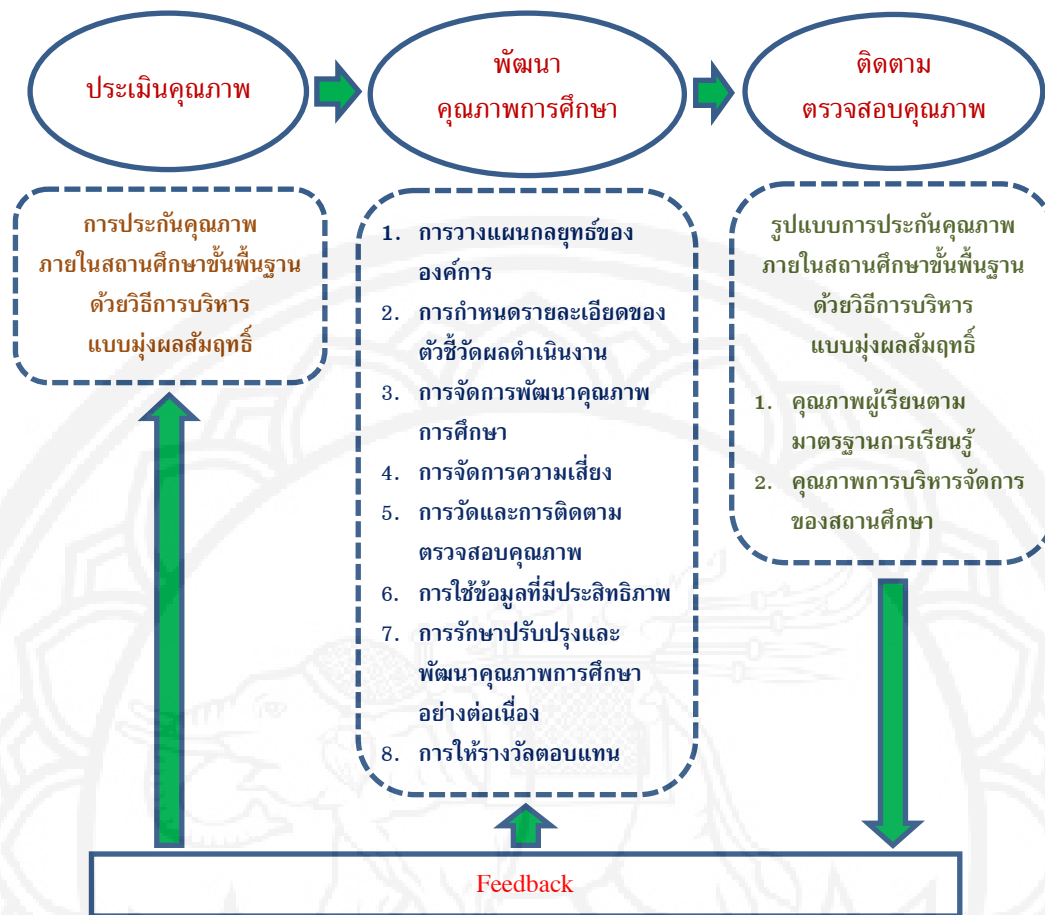 ประเมินคุณภาพ
พัฒนา
คุณภาพการศึกษา
ติดตาม
ตรวจสอบคุณภาพ
การประกันคุณภาพ
ภายในสถานศึกษาขั้นพื้นฐาน
ด้วยวิธีการบริหาร
แบบมุ่งผลสัมฤทธิ์
1. การวางแผนกลยุทธ์ของ
องค์การ
2. การกำหนดรายละเอียดของ
ตัวชี้วัดผลดำเนินงาน
3. การจัดการพัฒนาคุณภาพ
การศึกษา
4. การจัดการความเสี่ยง
5. การวัดและการติดตาม
ตรวจสอบคุณภาพ
6. การใช้ข้อมูลที่มีประสิทธิภาพ
7. การรักษาปรับปรุงและ
พัฒนาคุณภาพการศึกษา
อย่างต่อเนื่อง
8. การให้รางวัลตอบแทน
รูปแบบการประกันคุณภาพ
ภายในสถานศึกษาขั้นพื้นฐาน
ด้วยวิธีการบริหาร
แบบมุ่งผลสัมฤทธิ์
1. คุณภาพผู้เรียนตาม
มาตรฐานการเรียนรู้
2. คุณภาพการบริหารจัดการ
ของสถานศึกษา
Feedback